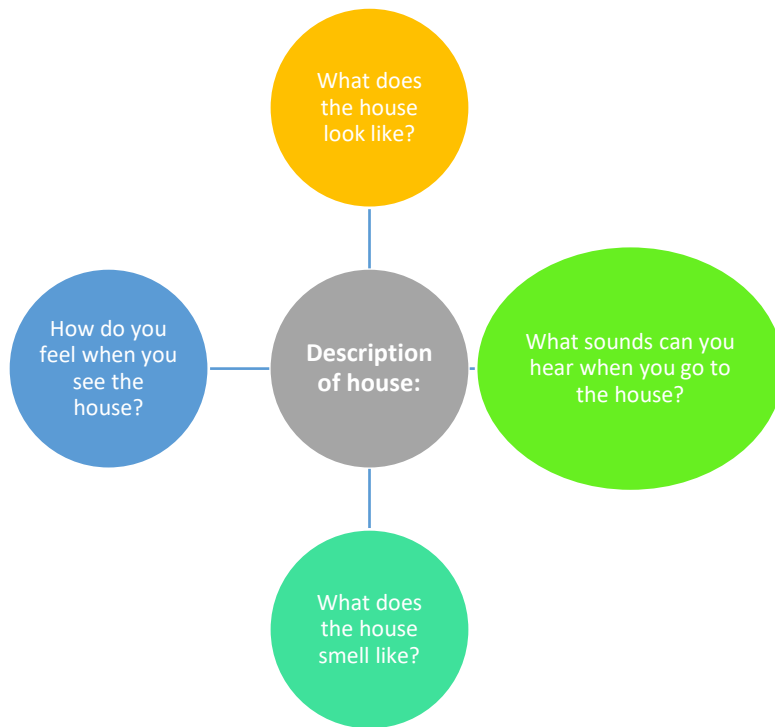 What does
the house
look like?
How do you
feel when you
see the
house?
Description
of house:
What sounds can you
hear when you go to
the house?
What does
the house
smell like?